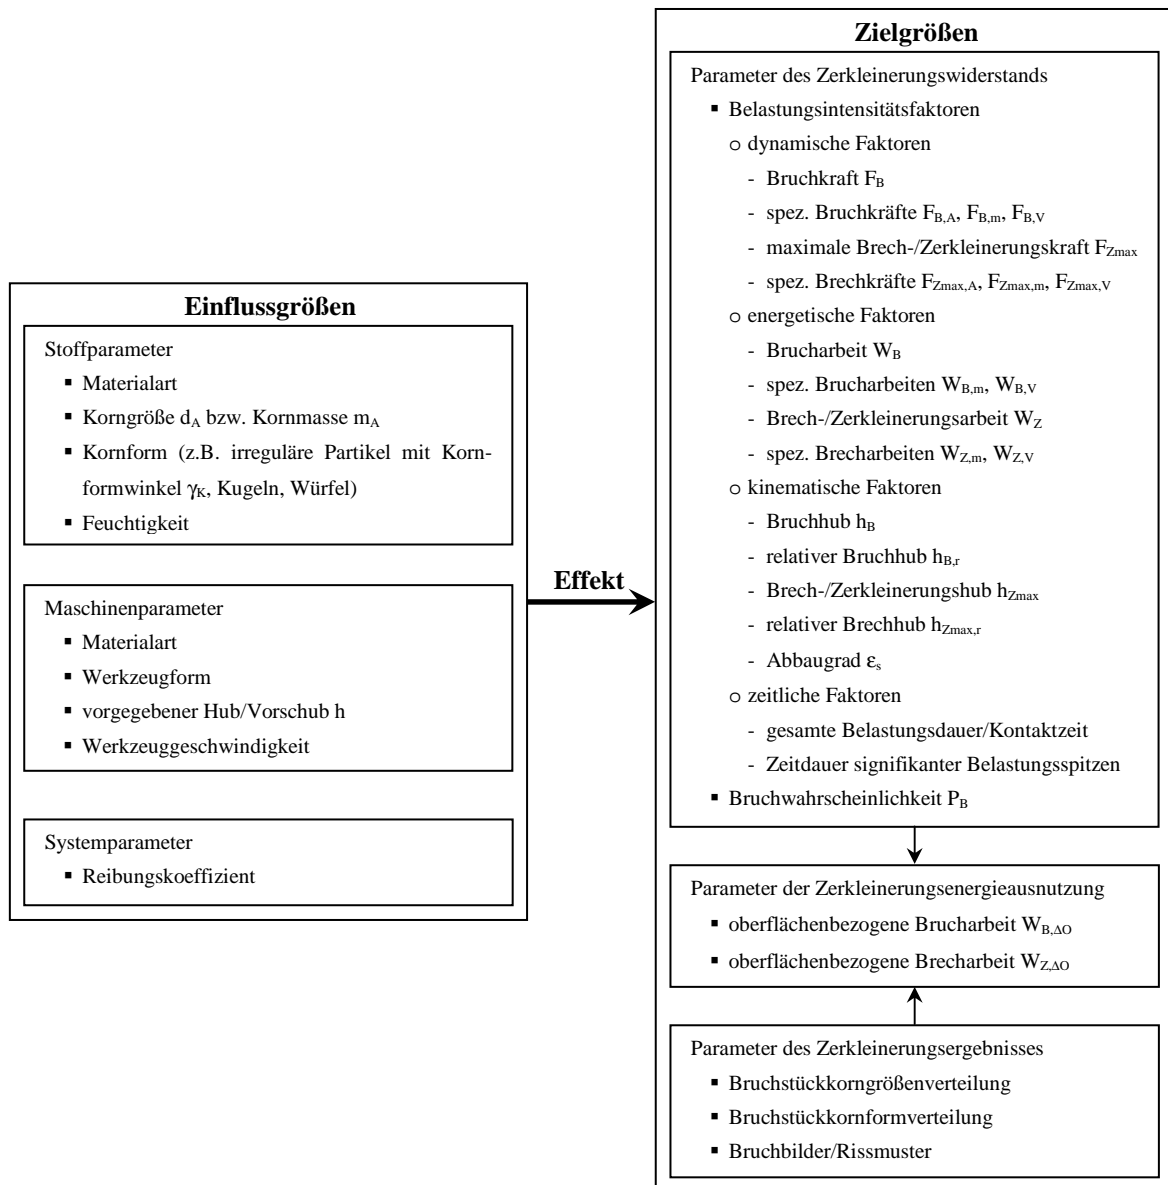 Einflussgrößen
Stoffparameter
▪ Materialart
▪ Korngröße d_A bzw. Kornmasse m_A
▪ Kornform (z.B. irreguläre Partikel mit Korn-
formwinkel γ_K, Kugeln, Würfel)
▪ Feuchtigkeit
Maschinenparameter
▪ Materialart
▪ Werkzeugform
▪ vorgegebener Hub/Vorschub h
▪ Werkzeuggeschwindigkeit
Systemparameter
▪ Reibungskoeffizient
Effekt
Zielgrößen
Parameter des Zerkleinerungswiderstands
▪ Belastungsintensitätsfaktoren
o dynamische Faktoren
- Bruchkraft F_B
- spez. Bruchkräfte F_B,A, F_B,m, F_B,V
- maximale Brech-/Zerkleinerungskraft F_Zmax
- spez. Brechkräfte F_Zmax,A, F_Zmax,m, F_Zmax,V
o energetische Faktoren
- Brucharbeit W_B
- spez. Brucharbeiten W_B,m, W_B,V
- Brech-/Zerkleinerungsarbeit W_Z
- spez. Brecharbeiten W_Z,m, W_Z,V
o kinematische Faktoren
- Bruchhub h_B
- relativer Bruchhub h_B,r
- Brech-/Zerkleinerungshub h_Zmax
- relativer Brechhub h_Zmax,r
- Abbaugrad ε_s
o zeitliche Faktoren
- gesamte Belastungsdauer/Kontaktzeit
- Zeitdauer signifikanter Belastungsspitzen
▪ Bruchwahrscheinlichkeit P_B
Parameter der Zerkleinerungsenergieausnutzung
▪ oberflächenbezogene Brucharbeit W_B,ΔO
▪ oberflächenbezogene Brecharbeit W_Z,ΔO
Parameter des Zerkleinerungsergebnisses
▪ Bruchstückkorngrößenverteilung
▪ Bruchstückkornformverteilung
▪ Bruchbilder/Rissmuster